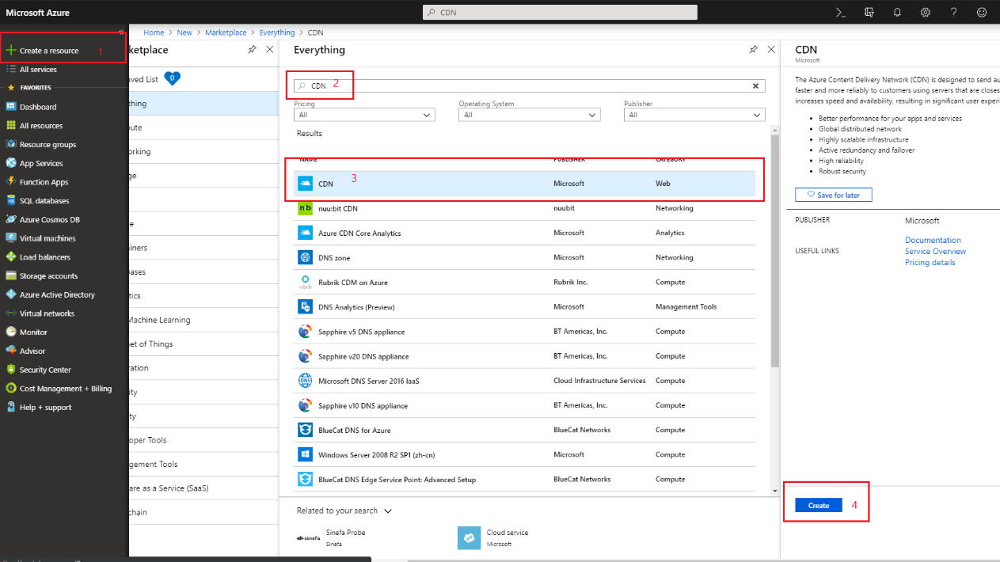 Microsoft Azure
CDN
Home > New > Marketplace > Everything > CDN
Create a resource 1
All services
FAVORITES
Dashboard
All resources
Resource groups
App Services
Function Apps
SQL databases
Azure Cosmos DB
Virtual machines
Load balancers
Storage accounts
Azure Active Directory
Virtual networks
Monitor
Advisor
Security Center
Cost Management + Billing
Help + support
ketplace
aved List 0
thing
oute
orking
ge
e
iners
ases
tics
Machine Learning
net of Things
ration
ity
ty
oper Tools
gement Tools
are as a Service (SaaS)
chain
Everything
CDN 2
Pricing
All
Operating System
All
Publisher
All
Results
NAME PUBLISHER CATEGORY
CDN 3 Microsoft Web
nuu:bit CDN nuubit Networking
Azure CDN Core Analytics Microsoft Analytics
DNS zone Microsoft Networking
Rubrik CDM on Azure Rubrik Inc. Compute
DNS Analytics (Preview) Microsoft Management Tools
Sapphire v5 DNS appliance BT Americas, Inc. Compute
Sapphire v20 DNS appliance BT Americas, Inc. Compute
Microsoft DNS Server 2016 IaaS Cloud Infrastructure Services Compute
Sapphire v10 DNS appliance BT Americas, Inc. Compute
BlueCat DNS for Azure BlueCat Networks Compute
Windows Server 2008 R2 SP1 (zh-cn) Microsoft Compute
BlueCat DNS Edge Service Point: Advanced Setup BlueCat Networks Compute
Related to your search
sinefa
Sinefa Probe
Sinefa
Cloud service
Microsoft
CDN
Microsoft
The Azure Content Delivery Network (CDN) is designed to send au
faster and more reliably to customers using servers that are closes
increases speed and availability, resulting in significant user experi
Better performance for your apps and services
Global distributed network
Highly scalable infrastructure
Active redundancy and failover
High reliability
Robust security
Save for later
PUBLISHER Microsoft
USEFUL LINKS
Documentation
Service Overview
Pricing details
Create 4